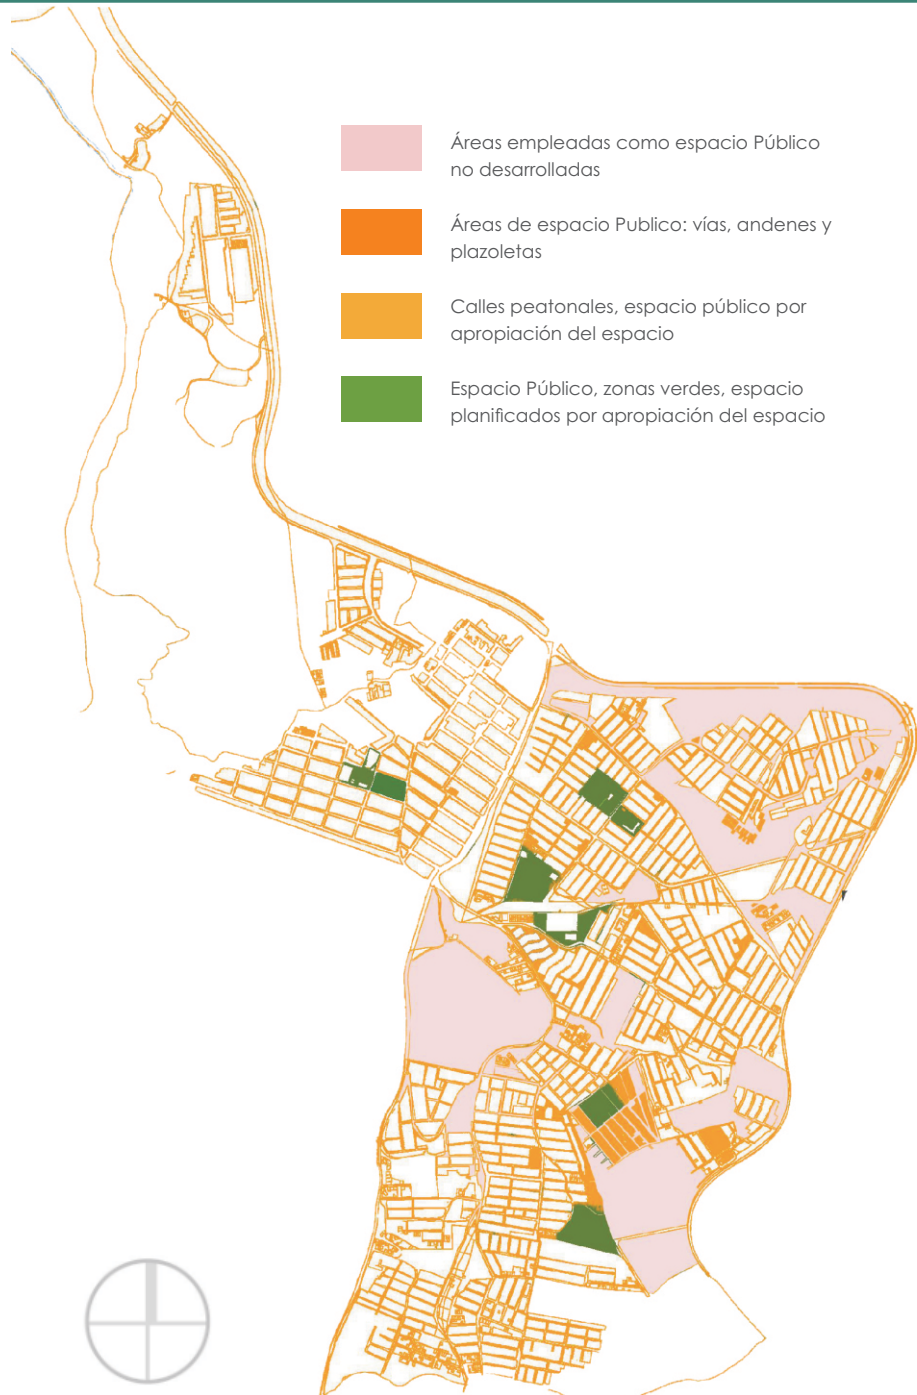 Áreas empleadas como espacio Público
no desarrolladas
Áreas de espacio Publico: vías, andenes y
plazoletas
Calles peatonales, espacio público por
apropiación del espacio
Espacio Público, zonas verdes, espacio
planificados por apropiación del espacio